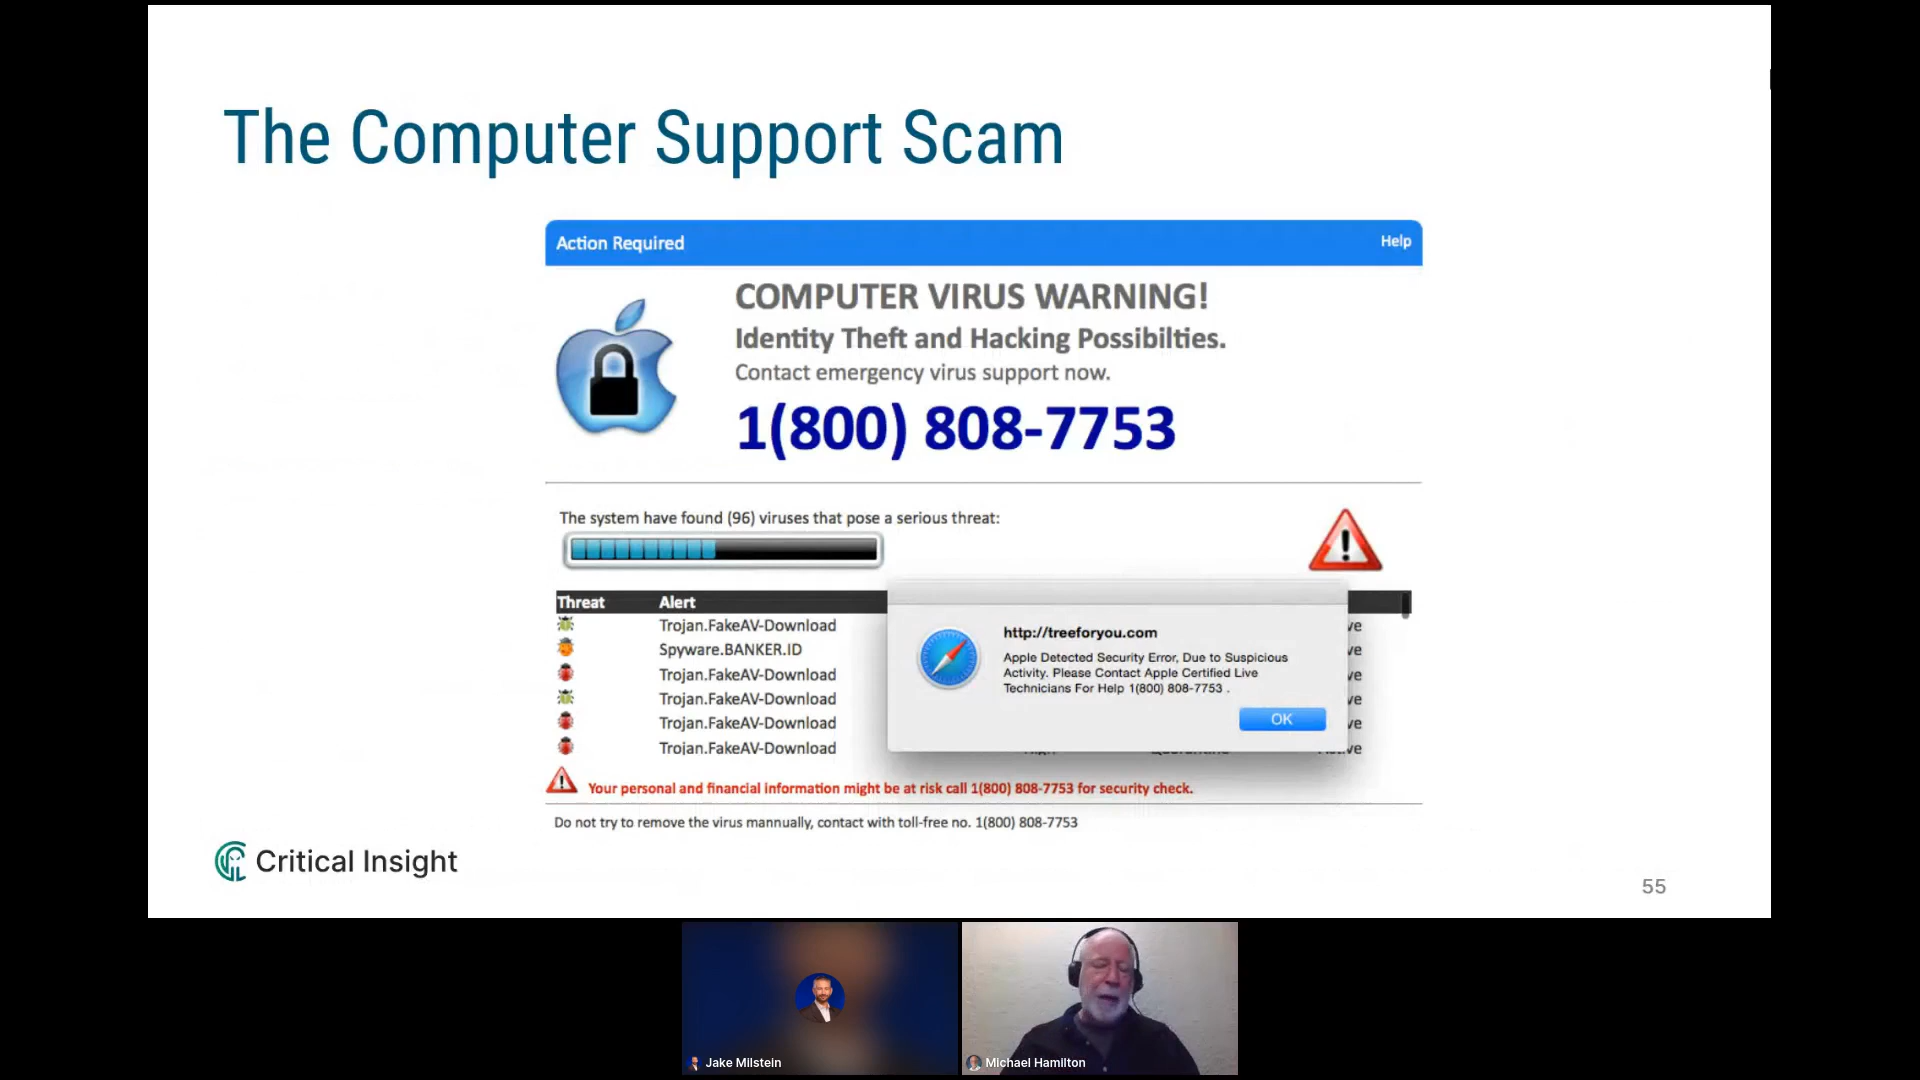 The Computer Support Scam
Action Required
Help
COMPUTER VIRUS WARNING!
Identity Theft and Hacking Possibilties.
Contact emergency virus support now.
1(800) 808-7753
The system have found (96) viruses that pose a serious threat:
Threat Alert
Trojan.FakeAV-Download
Spyware.BANKER.ID
Trojan.FakeAV-Download
Trojan.FakeAV-Download
Trojan.FakeAV-Download
Trojan.FakeAV-Download
http://treeforyou.com
Apple Detected Security Error, Due to Suspicious
Activity. Please Contact Apple Certified Live
Technicians For Help 1(800) 808-7753 .
OK
Your personal and financial information might be at risk call 1(800) 808-7753 for security check.
Do not try to remove the virus mannually, contact with toll-free no. 1(800) 808-7753
Critical Insight
55
Jake Milstein
Michael Hamilton